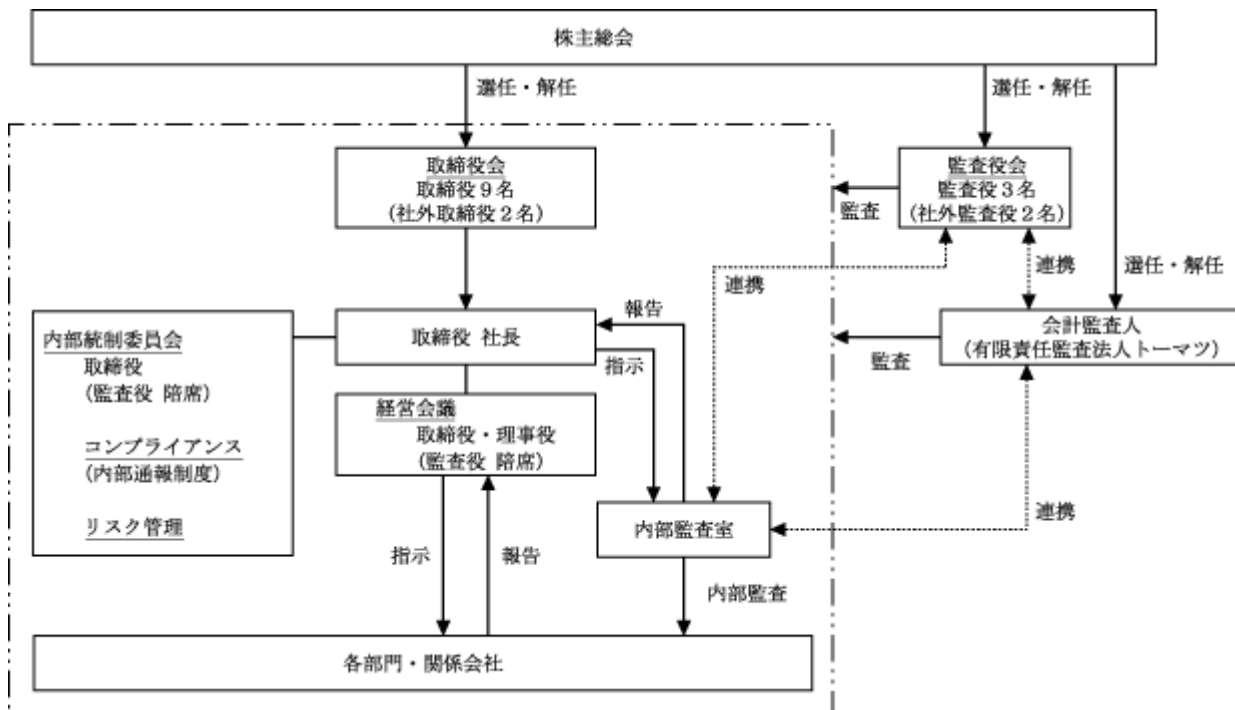 株主総会
選任・解任
選任・解任
取締役会
取締役9名
(社外取締役2名)
監査役会
監査役3名
(社外監査役2名)
監査
連携
連携
選任・解任
報告
取締役 社長
指示
会計監査人
(有限責任監査法人トーマツ)
監査
内部統制委員会
取締役
(監査役 陪席)
コンプライアンス
(内部通報制度)
リスク管理
経営会議
取締役・理事役
(監査役 陪席)
内部監査室
連携
指示
報告
内部監査
各部門・関係会社